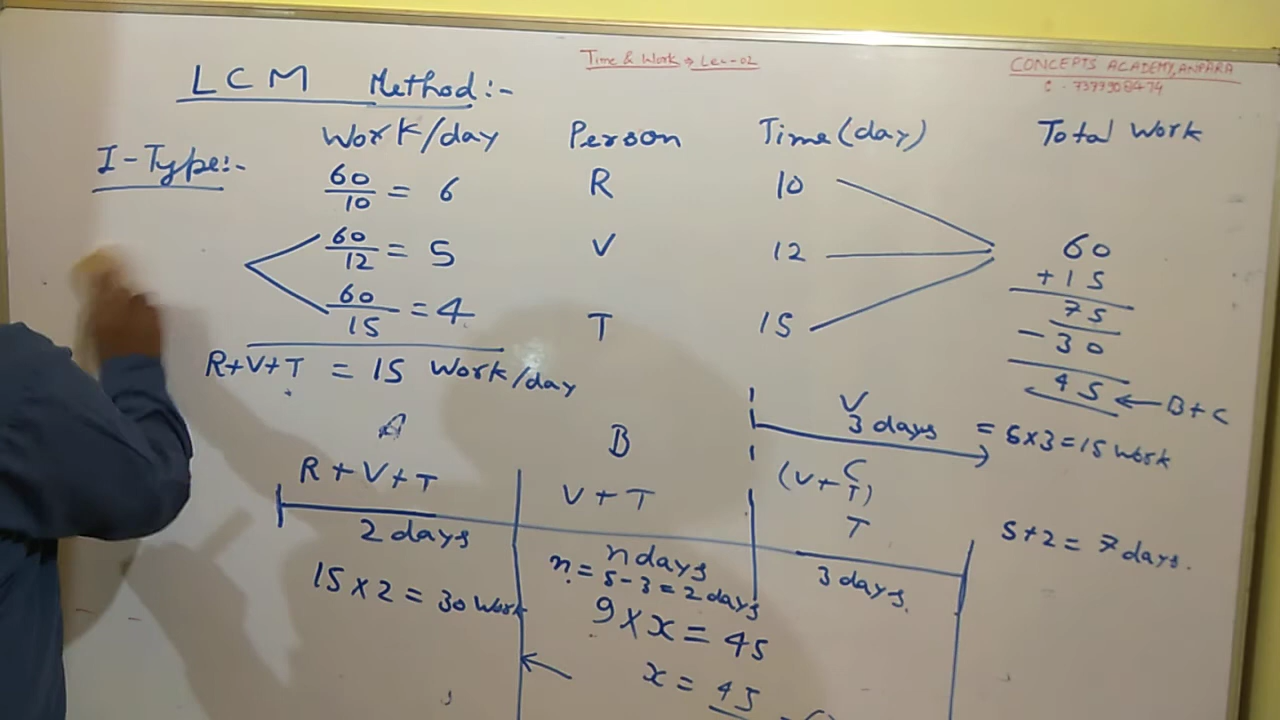 Time & Work → Lec-02
CONCEPTS ACADEMY, ANPARA
LCM Method:-
Work/day Person Time(day) Total Work
I-Type:-
60/10 = 6 R 10
60/12 = 5 V 12 60
+15
60/15 = 4 T 15 75
-30
R+V+T = 15 Work/day 45 ← B+C
A B V
3 days = 5×3=15 work
R+V+T V+T C
(V+T)
T
2 days n days 3 days.
5+2 = 7 days.
n = 5-3 = 2 days
15×2 = 30 Work
9×x = 45
x = 45